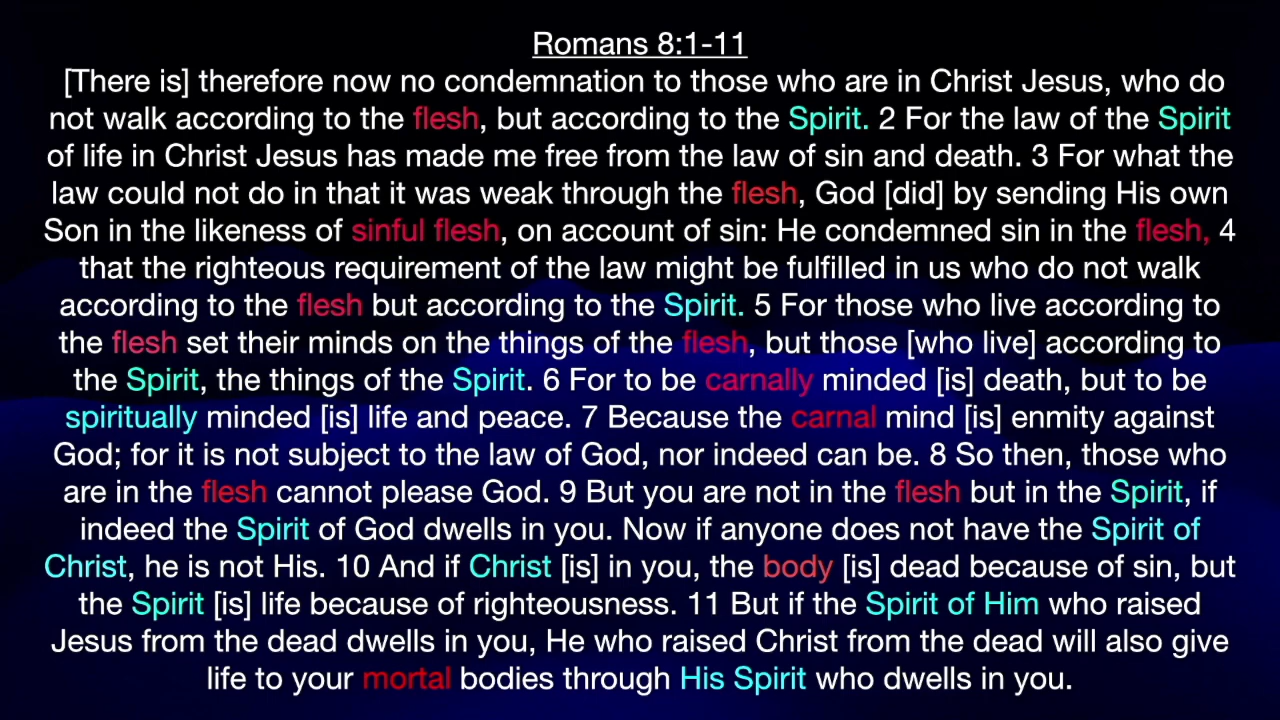 Romans 8:1-11
[There is] therefore now no condemnation to those who are in Christ Jesus, who do
not walk according to the flesh, but according to the Spirit. 2 For the law of the Spirit
of life in Christ Jesus has made me free from the law of sin and death. 3 For what the
law could not do in that it was weak through the flesh, God [did] by sending His own
Son in the likeness of sinful flesh, on account of sin: He condemned sin in the flesh, 4
that the righteous requirement of the law might be fulfilled in us who do not walk
according to the flesh but according to the Spirit. 5 For those who live according to
the flesh set their minds on the things of the flesh, but those [who live] according to
the Spirit, the things of the Spirit. 6 For to be carnally minded [is] death, but to be
spiritually minded [is] life and peace. 7 Because the carnal mind [is] enmity against
God; for it is not subject to the law of God, nor indeed can be. 8 So then, those who
are in the flesh cannot please God. 9 But you are not in the flesh but in the Spirit, if
indeed the Spirit of God dwells in you. Now if anyone does not have the Spirit of
Christ, he is not His. 10 And if Christ [is] in you, the body [is] dead because of sin, but
the Spirit [is] life because of righteousness. 11 But if the Spirit of Him who raised
Jesus from the dead dwells in you, He who raised Christ from the dead will also give
life to your mortal bodies through His Spirit who dwells in you.